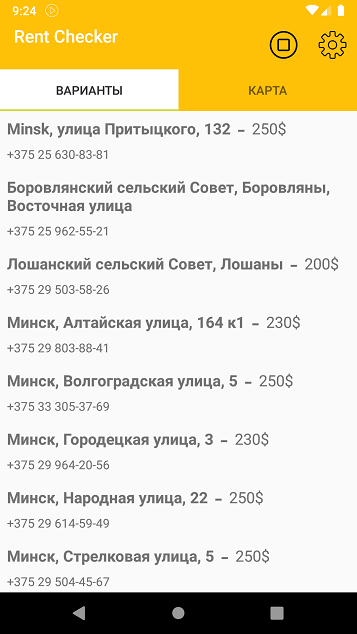 9:24
Rent Checker
ВАРИАНТЫ
КАРТА
Minsk, улица Притыцкого, 132 – 250$
+375 25 630-83-81
Боровлянский сельский Совет, Боровляны,
Восточная улица
+375 25 962-55-21
Лошанский сельский Совет, Лошаны – 200$
+375 29 503-58-26
Минск, Алтайская улица, 164 к1 – 230$
+375 29 803-88-41
Минск, Волгоградская улица, 5 – 250$
+375 33 305-37-69
Минск, Городецкая улица, 3 – 230$
+375 29 964-20-56
Минск, Народная улица, 22 – 250$
+375 29 614-59-49
Минск, Стрелковая улица, 5 – 250$
+375 29 504-45-67